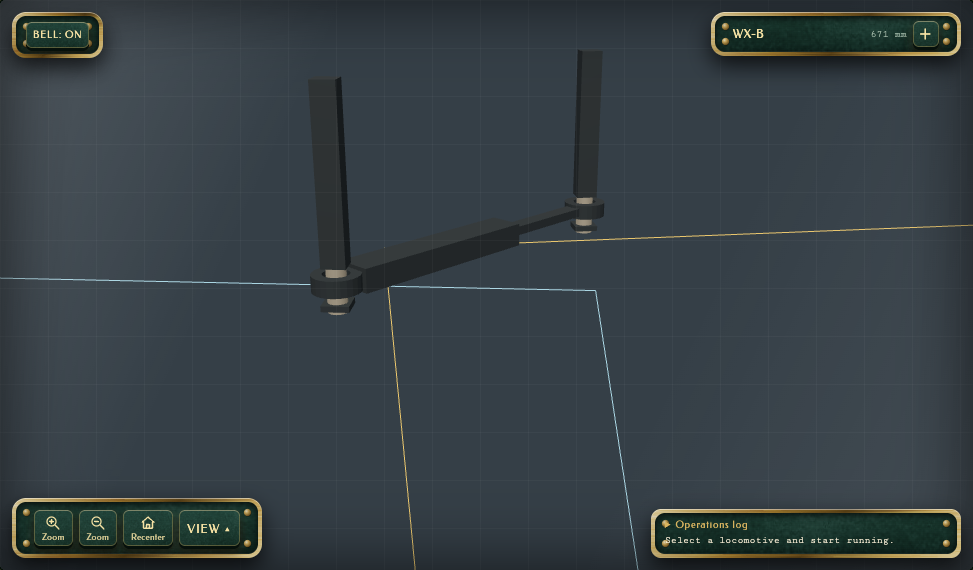 BELL: ON
WX-B
671 mm
+
Zoom
Zoom
Recenter
VIEW ▲
Operations log
Select a locomotive and start running.